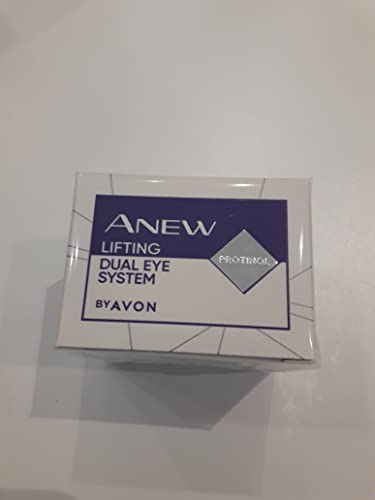 ANEW
LIFTING
DUAL EYE
SYSTEM
PROTINOL
BY AVON